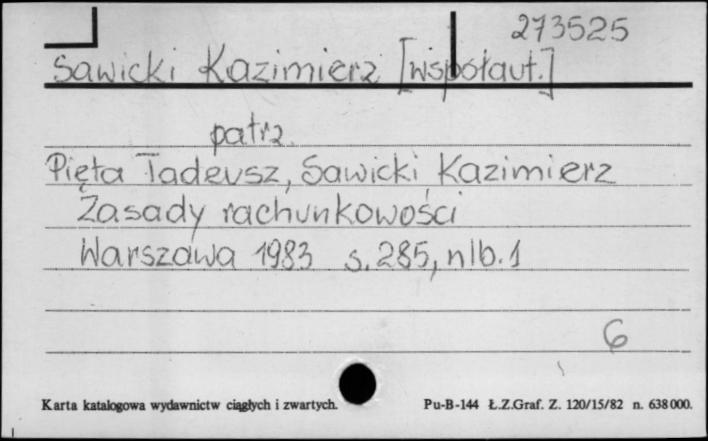 273525
Sawicki Kazimierz [współaut.]
patrz
Pięta Tadeusz, Sawicki Kazimierz
Zasady rachunkowości
Warszawa 1983 s. 285, nlb. 1
6
Karta katalogowa wydawnictw ciągłych i zwartych. Pu-B-144 Ł.Z.Graf. Z. 120/15/82 n. 638 000.